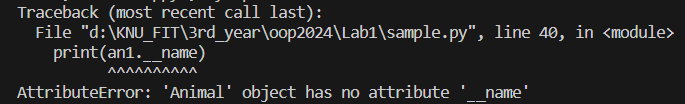 Traceback (most recent call last):
  File "d:\KNU_FIT\3rd_year\oop2024\Lab1\sample.py", line 40, in <module>
    print(an1.__name)
          ^^^^^^^^^^
AttributeError: 'Animal' object has no attribute '__name'